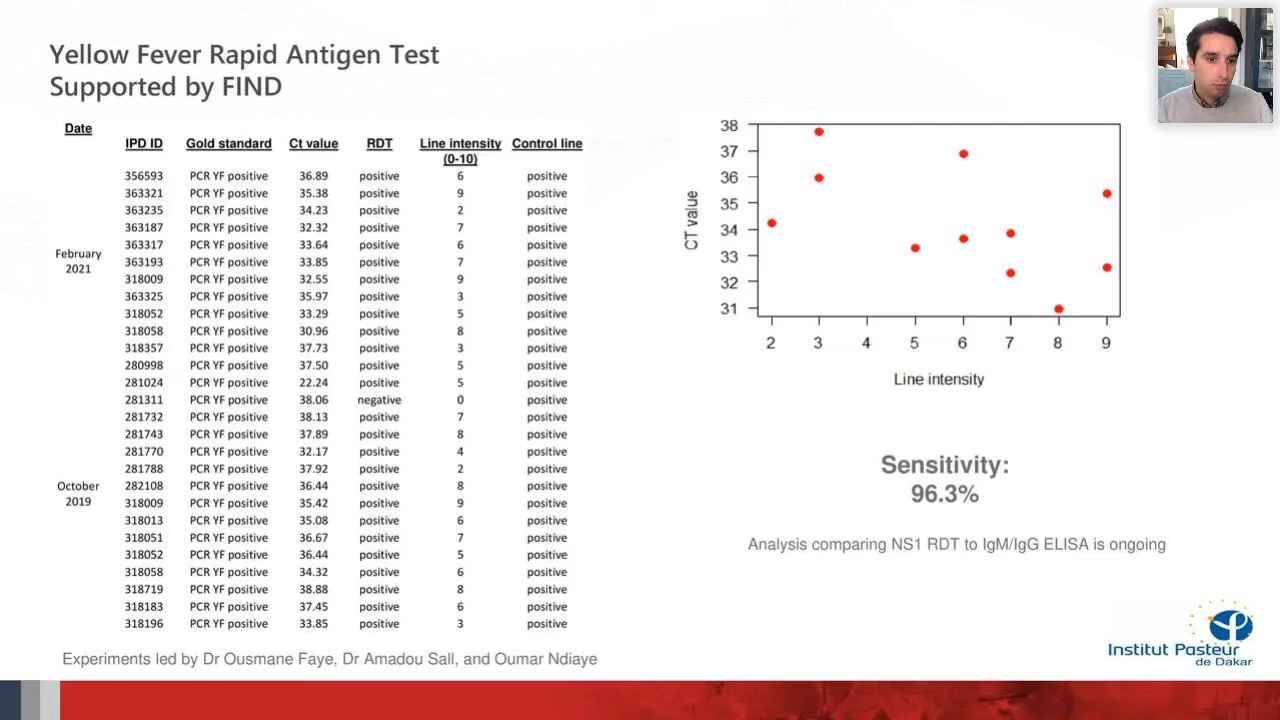 Yellow Fever Rapid Antigen Test
Supported by FIND
Date
IPD ID Gold standard Ct value RDT Line intensity (0-10) Control line
356593 PCR YF positive 36.89 positive 6 positive
363321 PCR YF positive 35.38 positive 9 positive
363235 PCR YF positive 34.23 positive 2 positive
363187 PCR YF positive 32.32 positive 7 positive
363317 PCR YF positive 33.64 positive 6 positive
February
2021
363193 PCR YF positive 33.85 positive 7 positive
318009 PCR YF positive 32.55 positive 9 positive
363325 PCR YF positive 35.97 positive 3 positive
318052 PCR YF positive 33.29 positive 5 positive
318058 PCR YF positive 30.96 positive 8 positive
318357 PCR YF positive 37.73 positive 3 positive
280998 PCR YF positive 37.50 positive 5 positive
281024 PCR YF positive 22.24 positive 5 positive
281311 PCR YF positive 38.06 negative 0 positive
281732 PCR YF positive 38.13 positive 7 positive
281743 PCR YF positive 37.89 positive 8 positive
281770 PCR YF positive 32.17 positive 4 positive
281788 PCR YF positive 37.92 positive 2 positive
October
2019
282108 PCR YF positive 36.44 positive 8 positive
318009 PCR YF positive 35.42 positive 9 positive
318013 PCR YF positive 35.08 positive 6 positive
318051 PCR YF positive 36.67 positive 7 positive
318052 PCR YF positive 36.44 positive 5 positive
318058 PCR YF positive 34.32 positive 6 positive
318719 PCR YF positive 38.88 positive 8 positive
318183 PCR YF positive 37.45 positive 6 positive
318196 PCR YF positive 33.85 positive 3 positive
Experiments led by Dr Ousmane Faye, Dr Amadou Sall, and Oumar Ndiaye
CT value
38
37
36
35
34
33
32
31
2 3 4 5 6 7 8 9
Line intensity
Sensitivity:
96.3%
Analysis comparing NS1 RDT to IgM/IgG ELISA is ongoing
Institut Pasteur
de Dakar